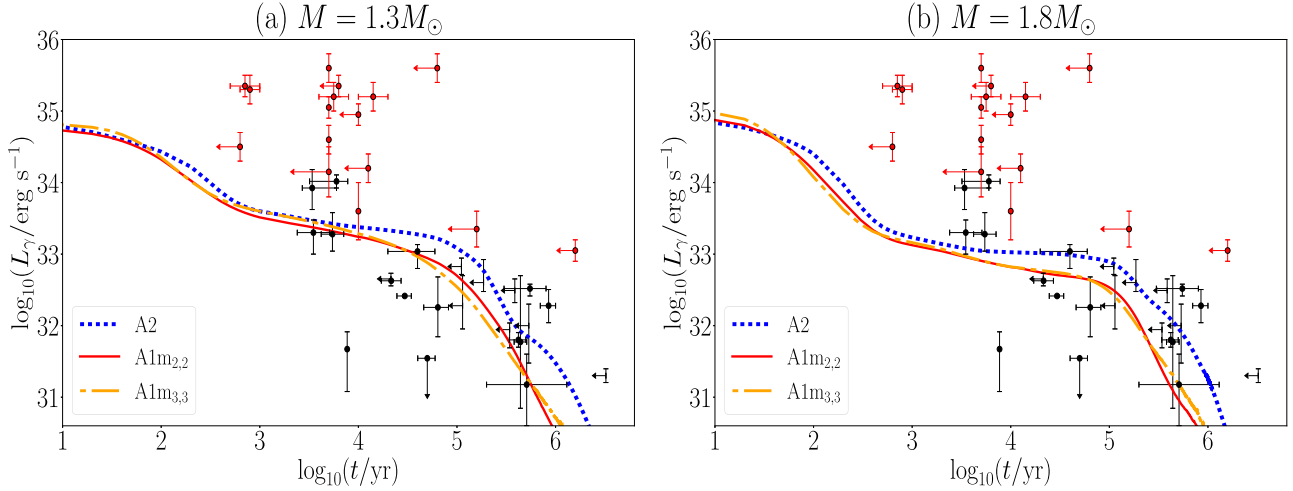 (a) M = 1.3M⊙
(b) M = 1.8M⊙
log₁₀(Lγ/erg s⁻¹)
36
35
34
33
32
31
A2
A1m₂,₂
A1m₃,₃
1
2
3
4
5
6
log₁₀(t/yr)
log₁₀(Lγ/erg s⁻¹)
36
35
34
33
32
31
A2
A1m₂,₂
A1m₃,₃
1
2
3
4
5
6
log₁₀(t/yr)